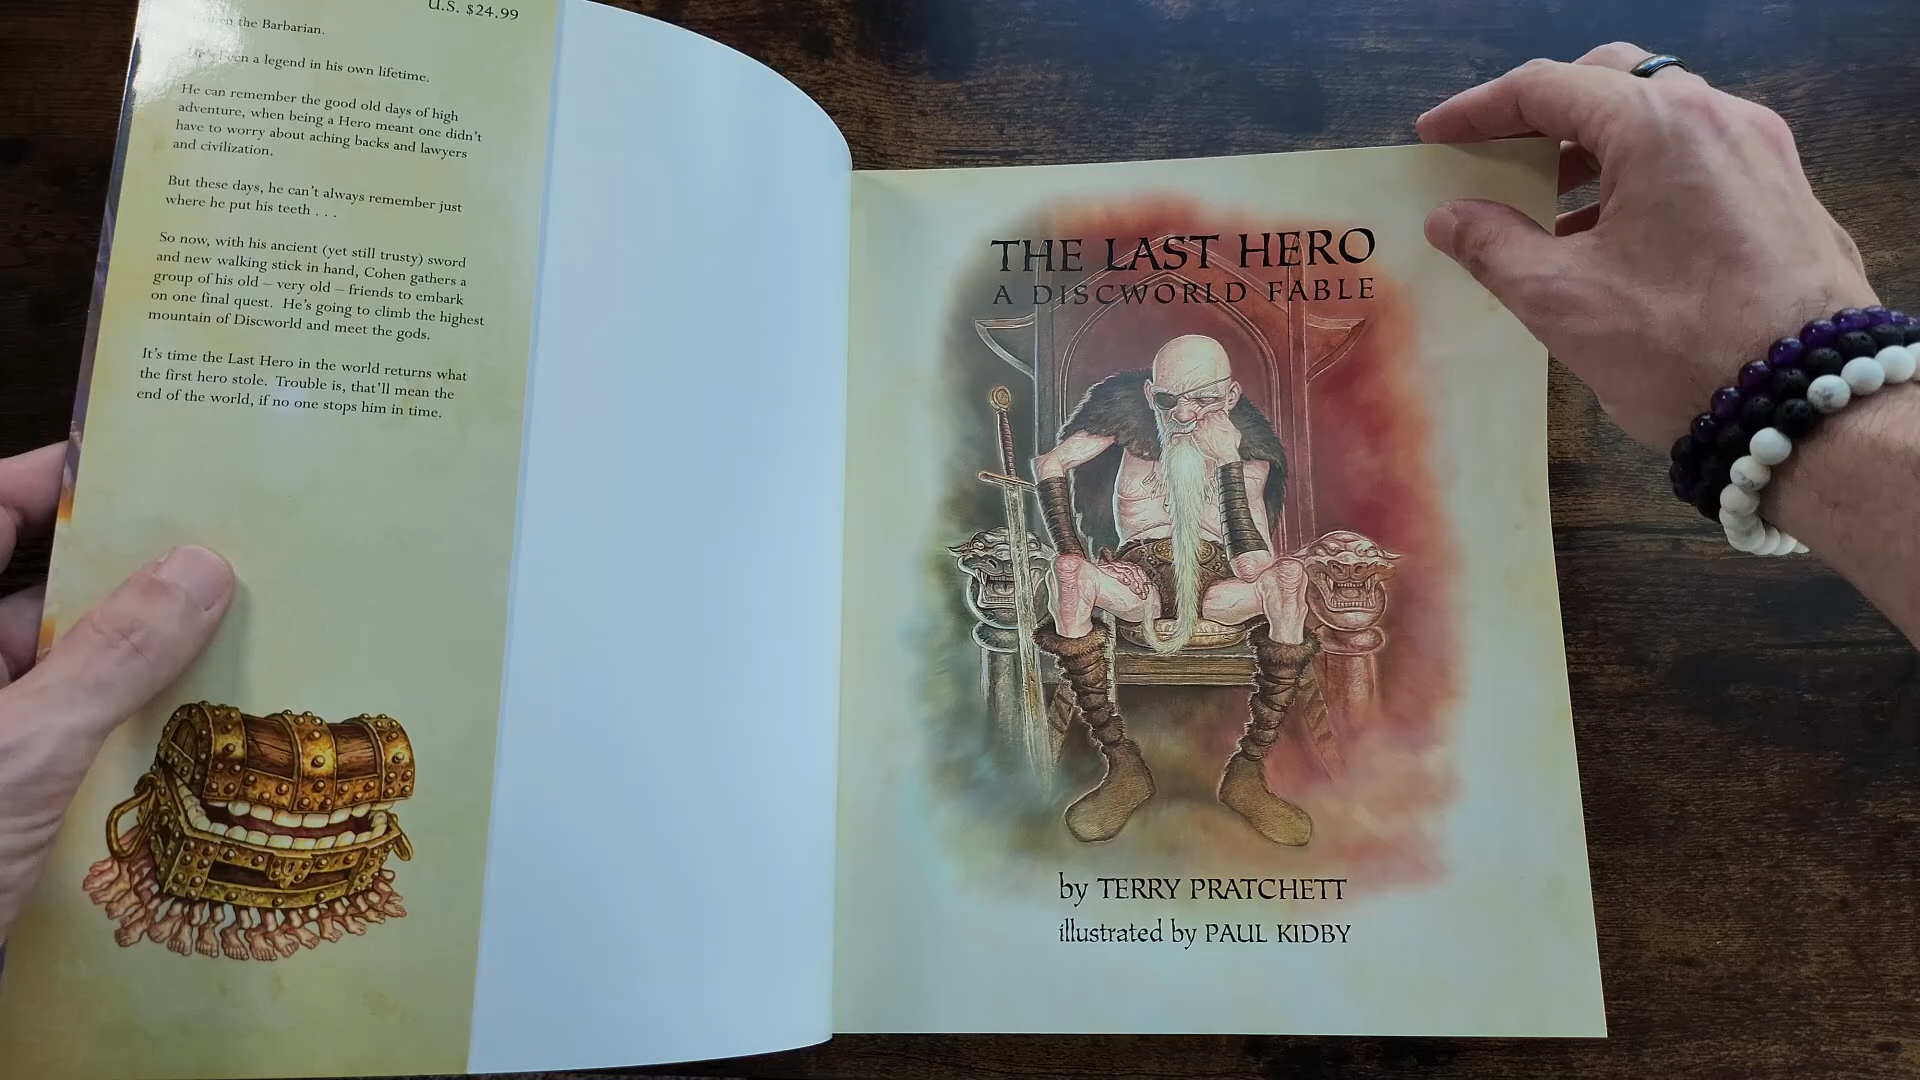 U.S. $24.99
the Barbarian.
He's been a legend in his own lifetime.
He can remember the good old days of high
adventure, when being a Hero meant one didn't
have to worry about aching backs and lawyers
and civilization.
But these days, he can't always remember just
where he put his teeth . . .
So now, with his ancient (yet still trusty) sword
and new walking stick in hand, Cohen gathers a
group of his old – very old – friends to embark
on one final quest. He's going to climb the highest
mountain of Discworld and meet the gods.
It's time the Last Hero in the world returns what
the first hero stole. Trouble is, that'll mean the
end of the world, if no one stops him in time.
THE LAST HERO
A DISCWORLD FABLE
by TERRY PRATCHETT
illustrated by PAUL KIDBY